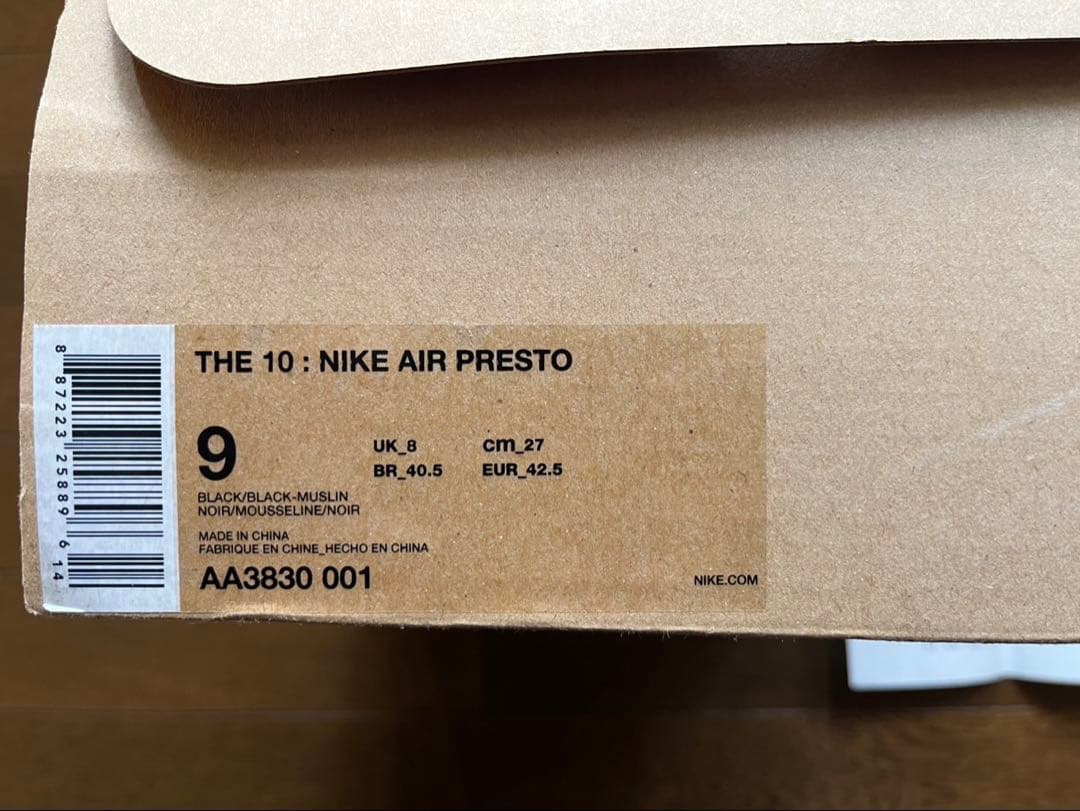 8 87223 25889 6 14
THE 10 : NIKE AIR PRESTO
9
UK_8 cm_27
BR_40.5 EUR_42.5
BLACK/BLACK-MUSLIN
NOIR/MOUSSELINE/NOIR
MADE IN CHINA
FABRIQUE EN CHINE_HECHO EN CHINA
AA3830 001
NIKE.COM